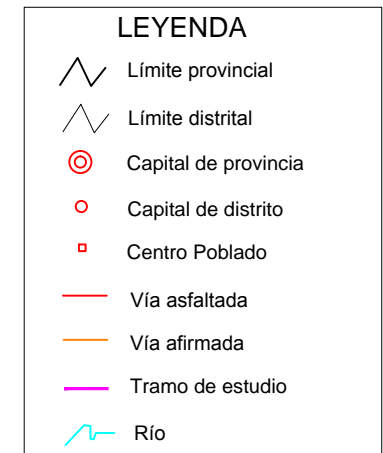 LEYENDA
Límite provincial
Límite distrital
Capital de provincia
Capital de distrito
Centro Poblado
Vía asfaltada
Vía afirmada
Tramo de estudio
Río